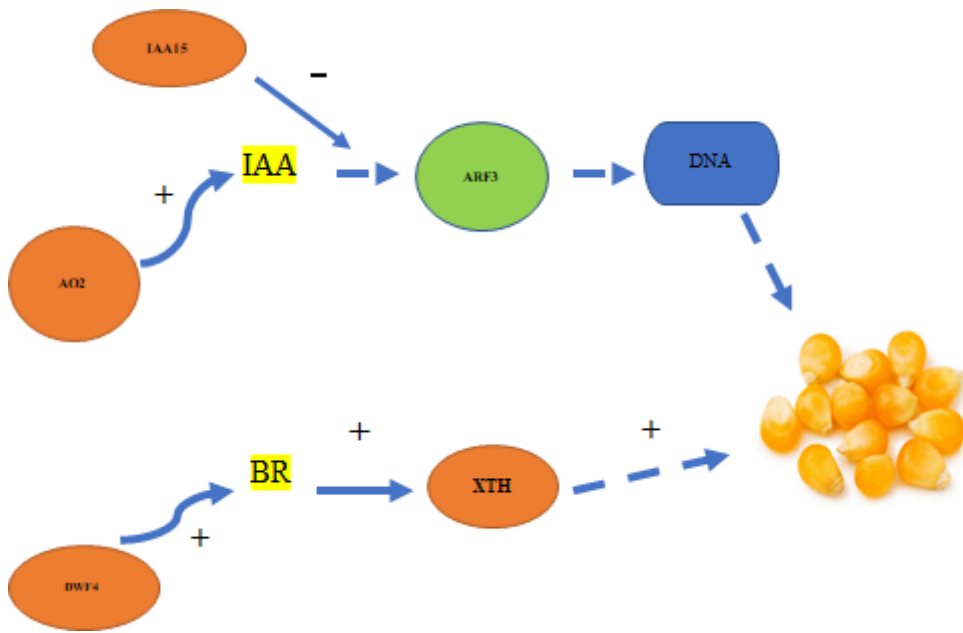 IAA15
-
IAA
+
ARF3
DNA
AO2
+
+
BR
XTH
+
DWF4